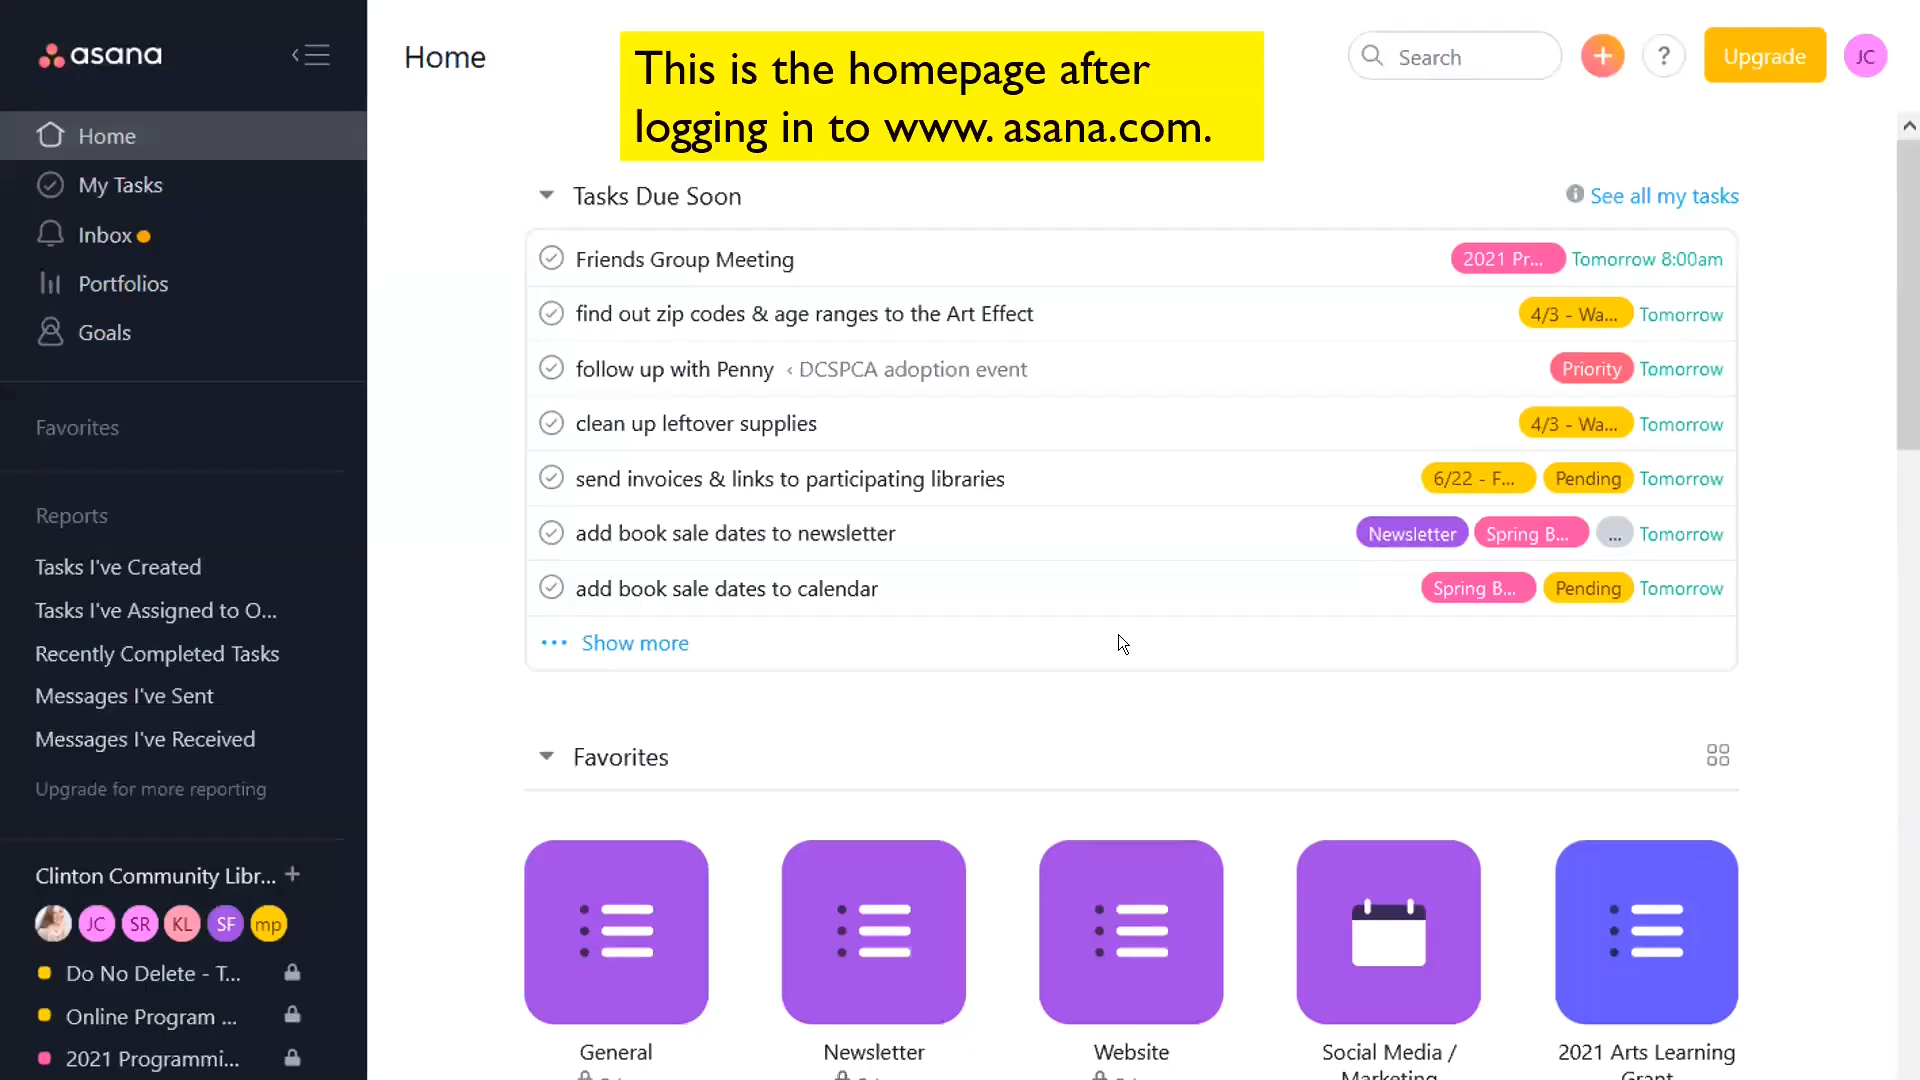 asana
Home
My Tasks
Inbox
Portfolios
Goals
Favorites
Reports
Tasks I've Created
Tasks I've Assigned to O...
Recently Completed Tasks
Messages I've Sent
Messages I've Received
Upgrade for more reporting
Clinton Community Libr... +
JC SR KL SF mp
Do No Delete - T...
Online Program ...
2021 Programmi...
Home
This is the homepage after
logging in to www. asana.com.
Search
+
?
Upgrade
JC
Tasks Due Soon
See all my tasks
Friends Group Meeting 2021 Pr... Tomorrow 8:00am
find out zip codes & age ranges to the Art Effect 4/3 - Wa... Tomorrow
follow up with Penny ‹ DCSPCA adoption event Priority Tomorrow
clean up leftover supplies 4/3 - Wa... Tomorrow
send invoices & links to participating libraries 6/22 - F... Pending Tomorrow
add book sale dates to newsletter Newsletter Spring B... ... Tomorrow
add book sale dates to calendar Spring B... Pending Tomorrow
... Show more
Favorites
General
Newsletter
Website
Social Media /
Marketing
2021 Arts Learning
Grant